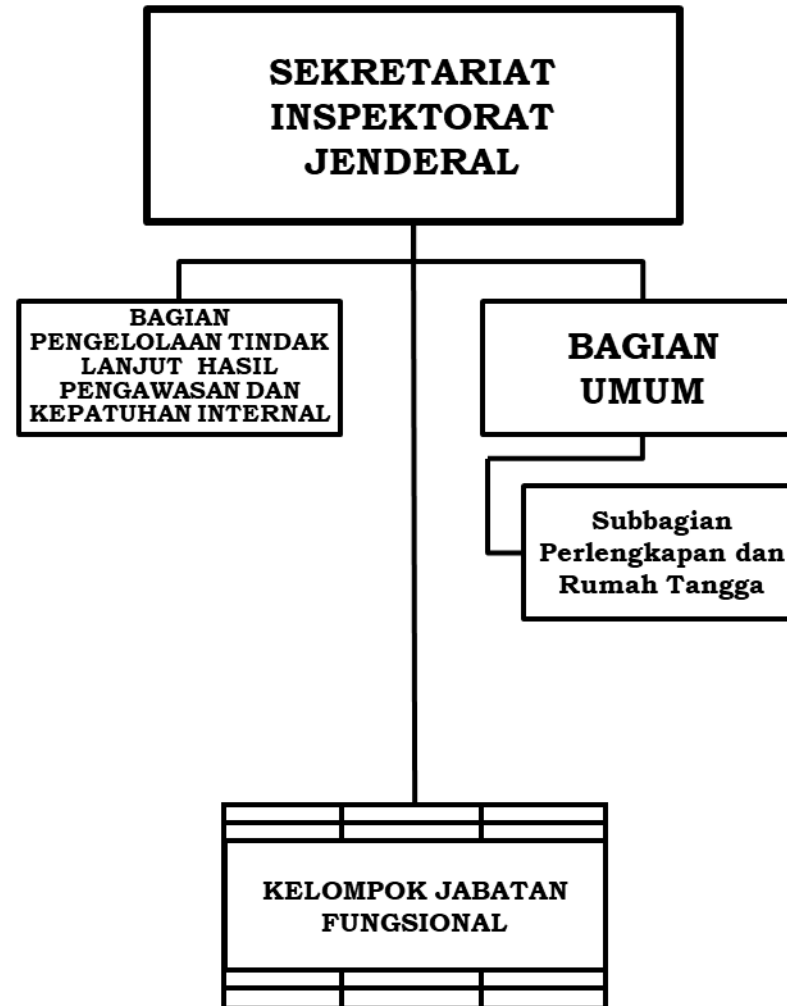 SEKRETARIAT
INSPEKTORAT
JENDERAL
BAGIAN
PENGELOLAAN TINDAK
LANJUT HASIL
PENGAWASAN DAN
KEPATUHAN INTERNAL
BAGIAN
UMUM
Subbagian
Perlengkapan dan
Rumah Tangga
KELOMPOK JABATAN
FUNGSIONAL